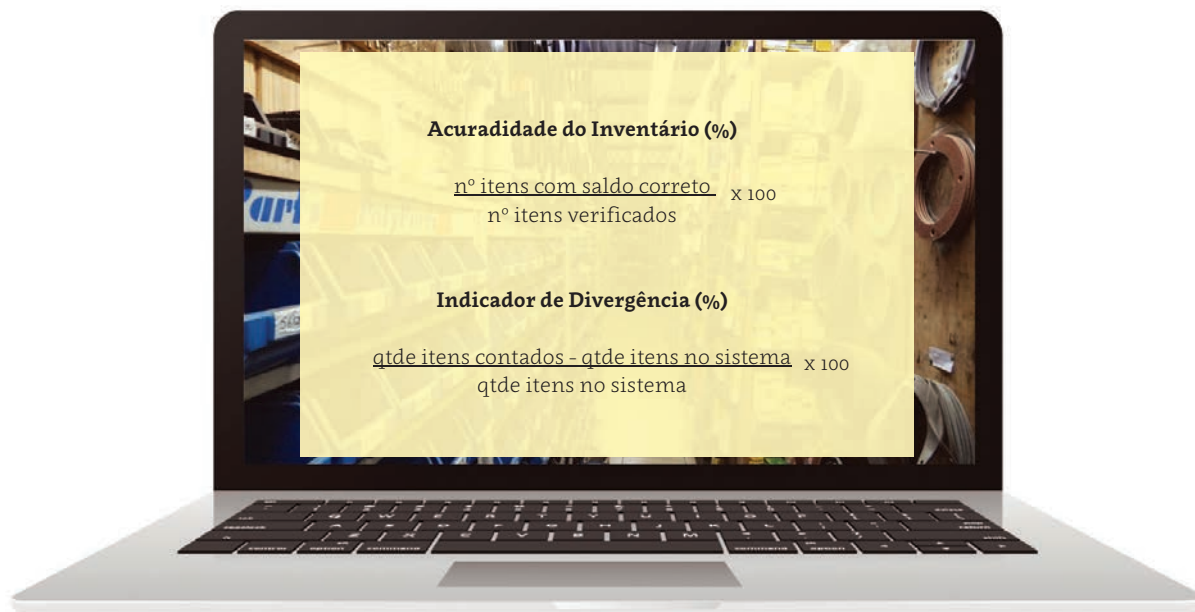 Acuradidade do Inventário (%)
nº itens com saldo correto X 100
nº itens verificados
Indicador de Divergência (%)
qtde itens contados - qtde itens no sistema X 100
qtde itens no sistema